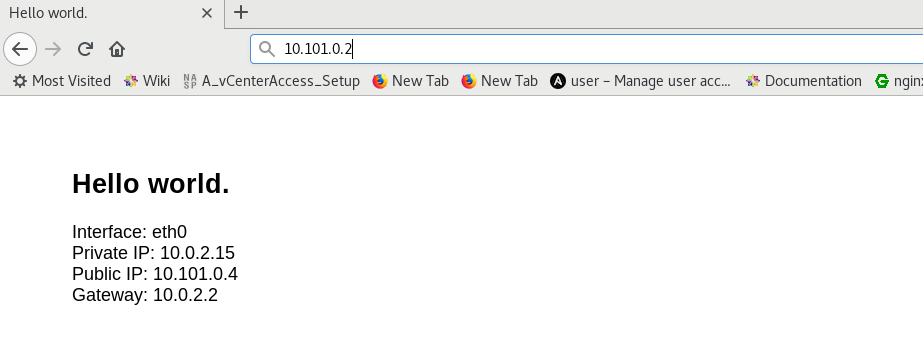 Hello world.
10.101.0.2
Most Visited Wiki NA SP A_vCenterAccess_Setup New Tab New Tab A user – Manage user acc... Documentation G nginx
Hello world.
Interface: eth0
Private IP: 10.0.2.15
Public IP: 10.101.0.4
Gateway: 10.0.2.2